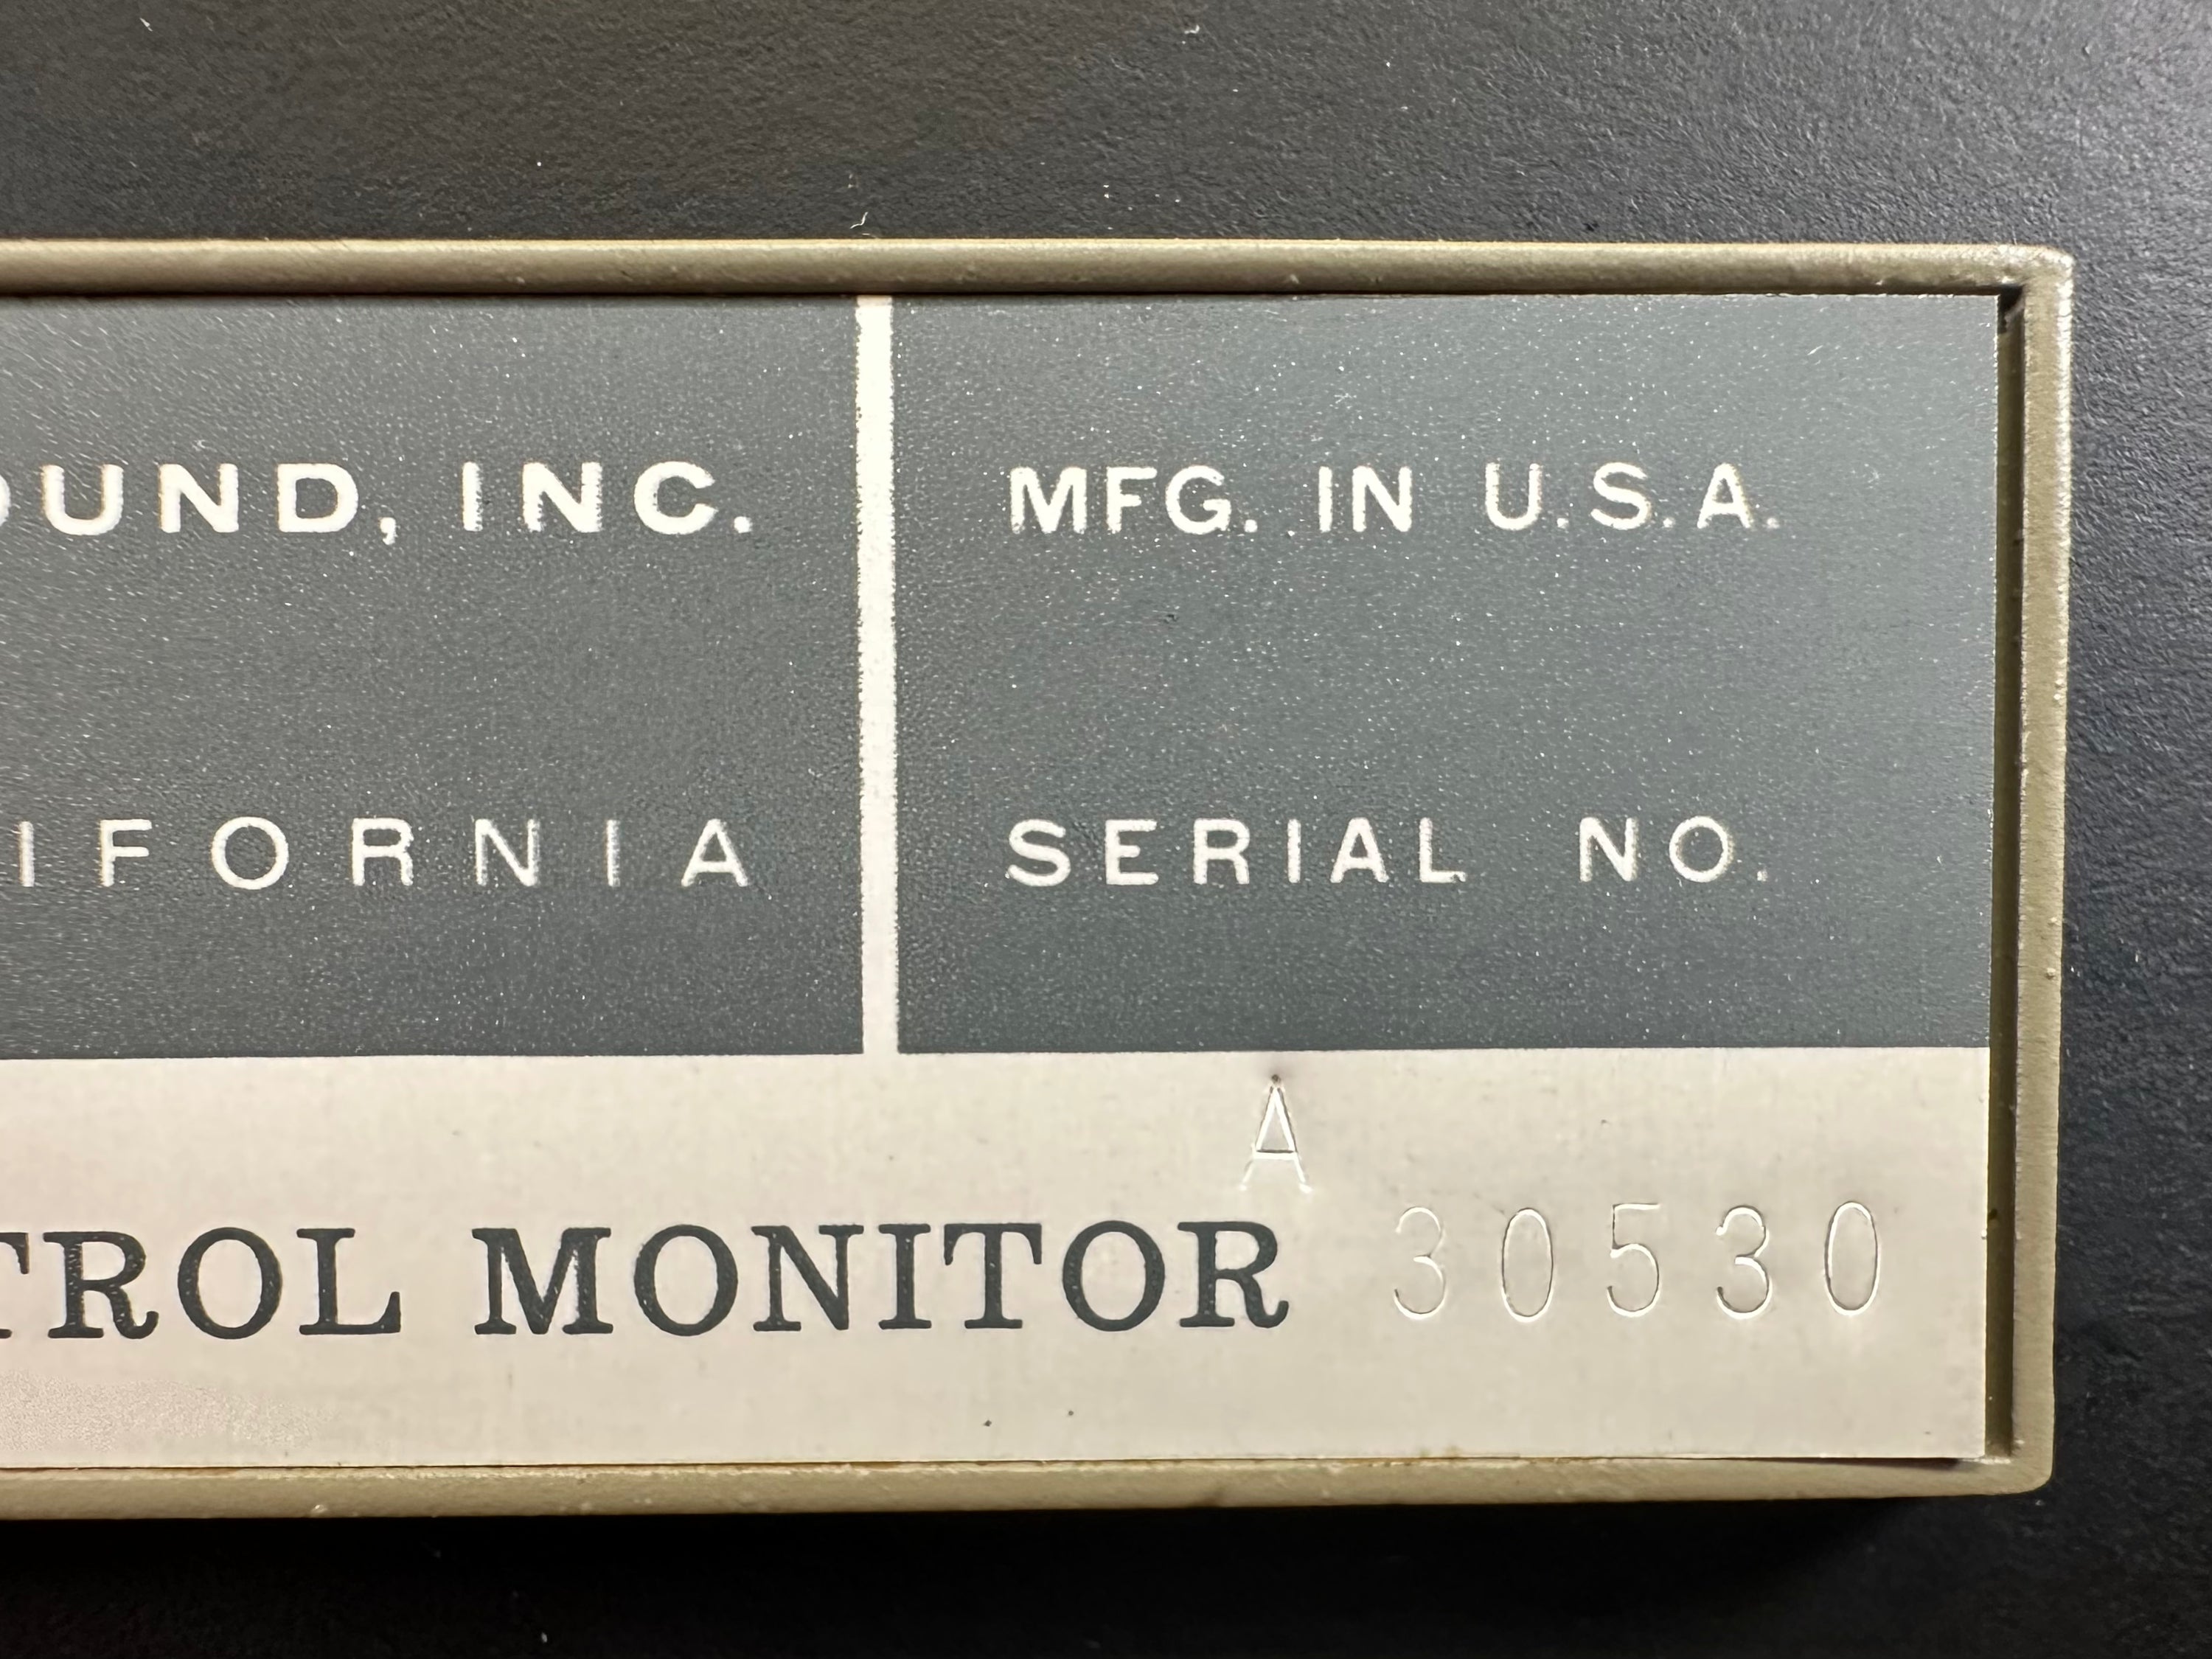 OUND, INC.
IFORNIA
MFG. IN U.S.A.
SERIAL NO.
A
TROL MONITOR 30530